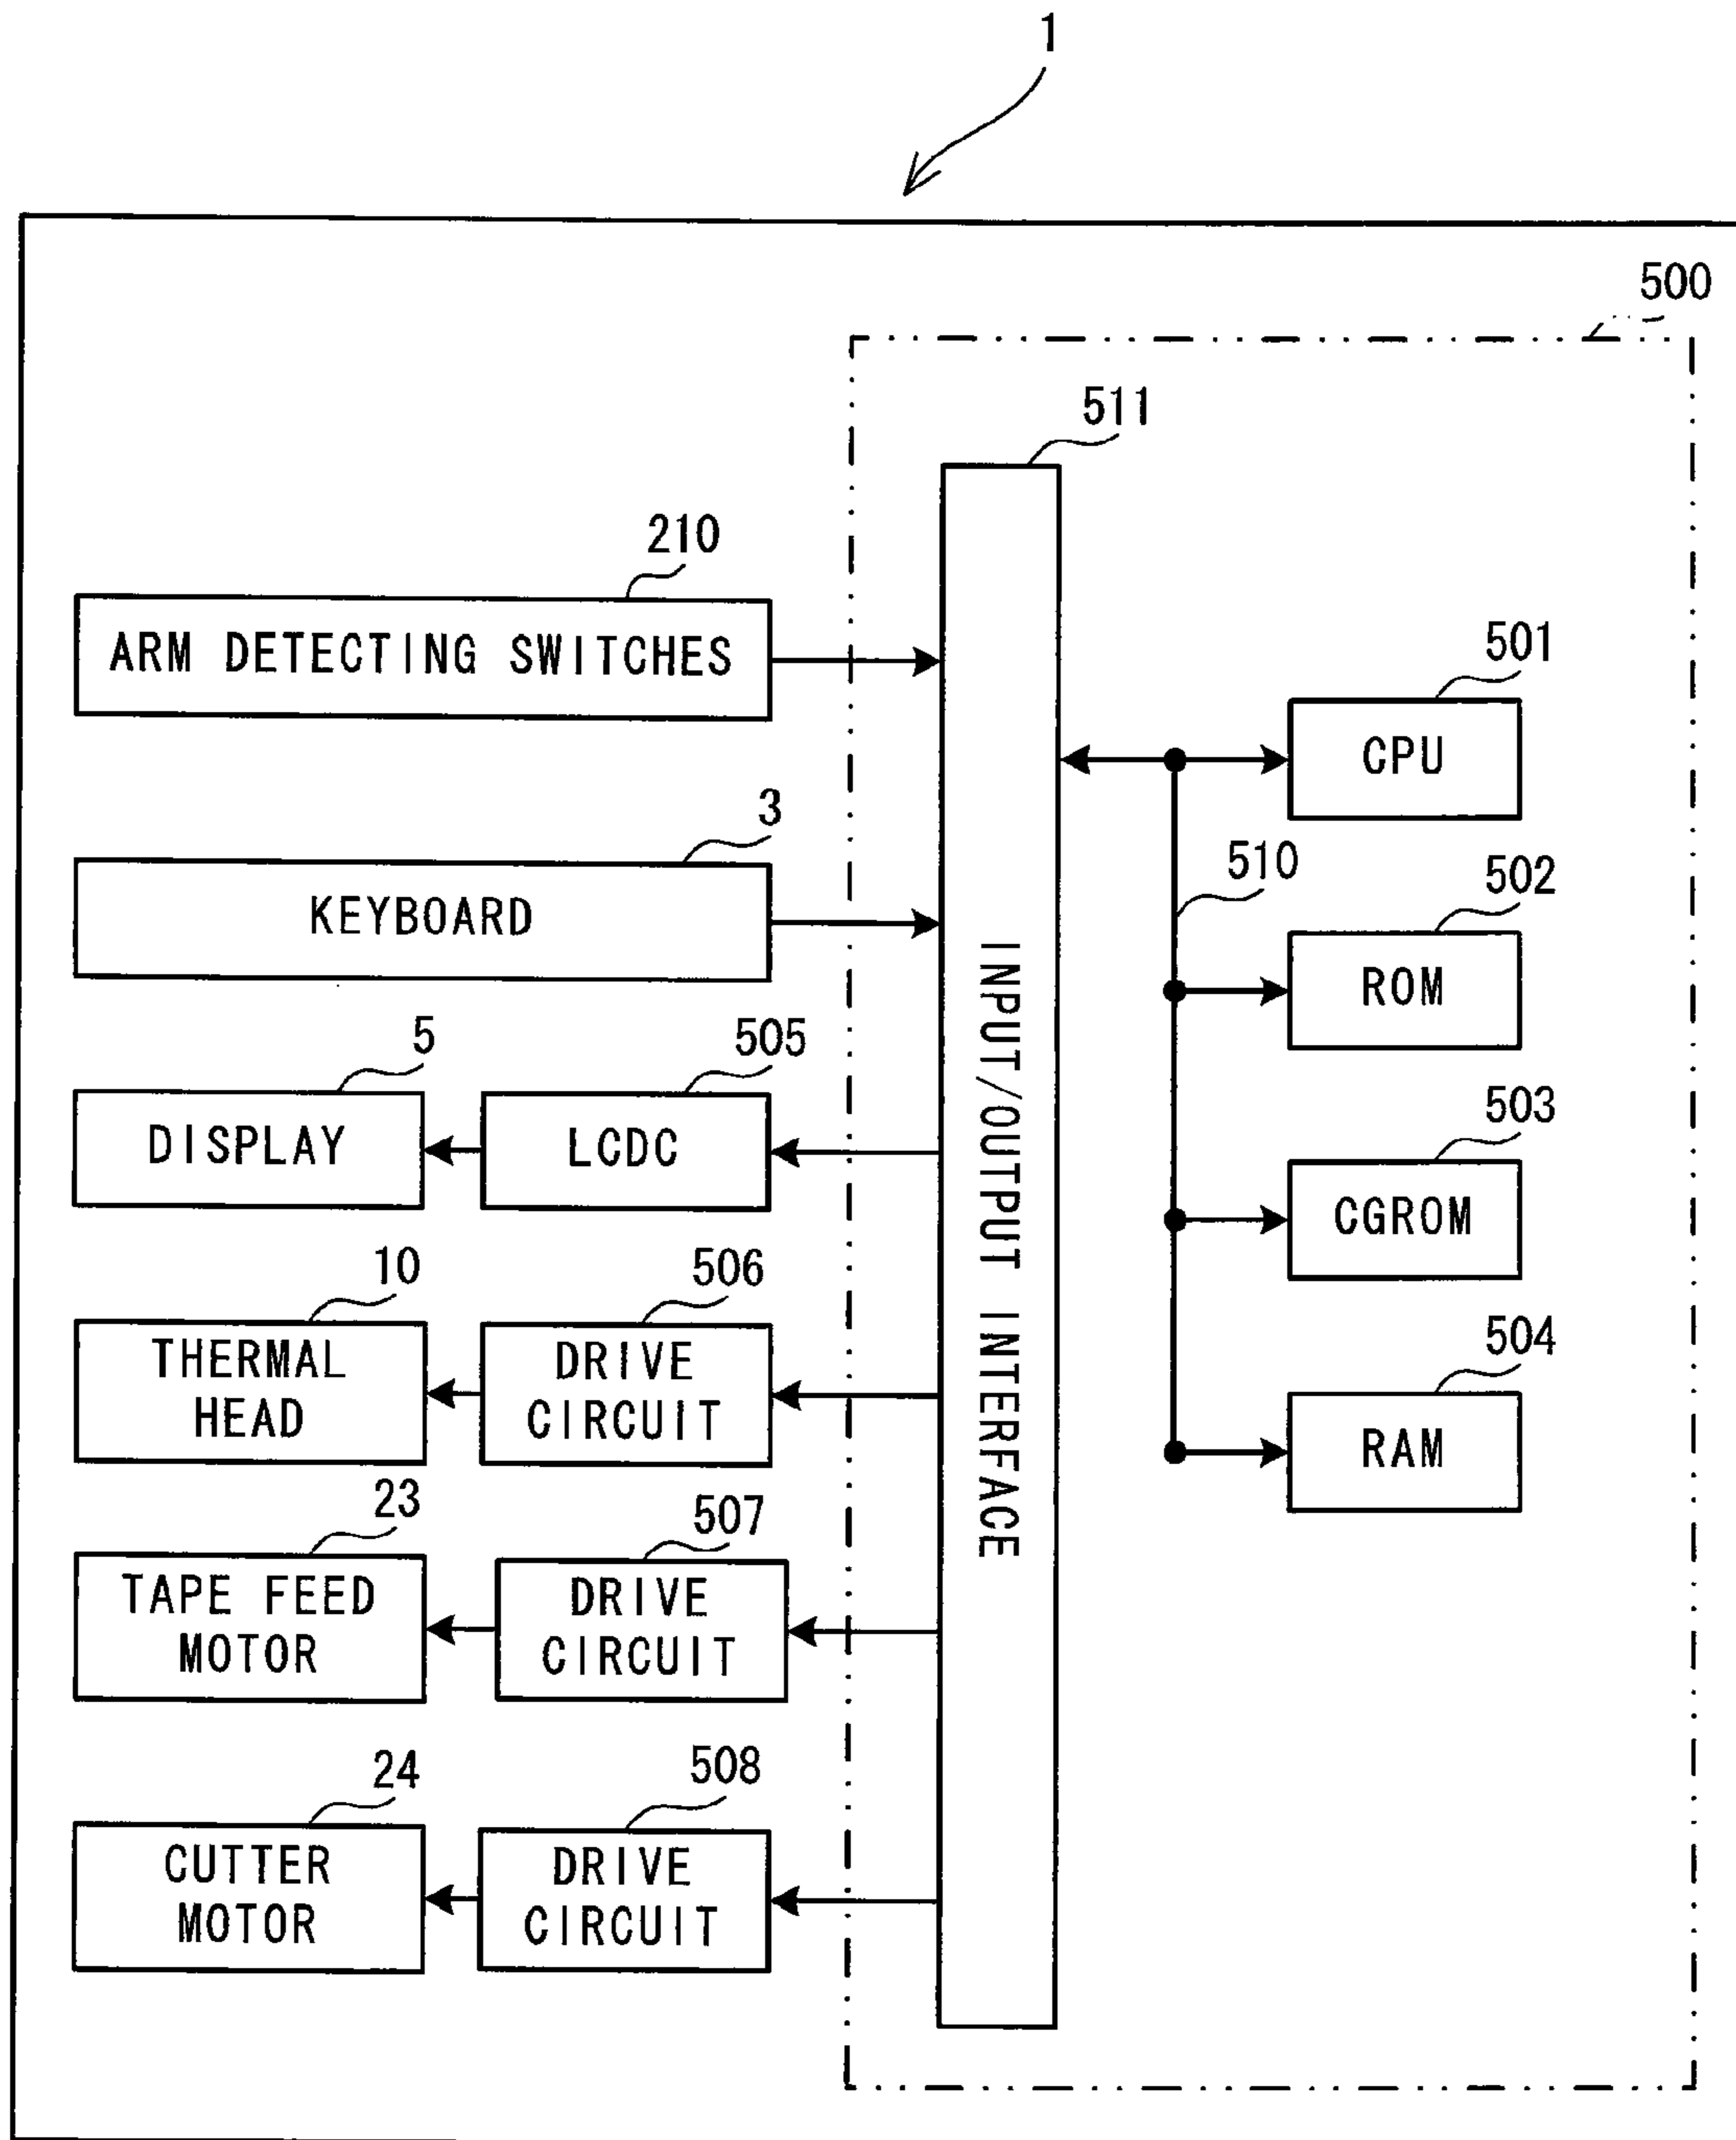 1
500
511
210
ARM DETECTING SWITCHES
501
CPU
3
KEYBOARD
510
502
ROM
INPUT/OUTPUT INTERFACE
5
DISPLAY
505
LCDC
503
CGROM
10
THERMAL
HEAD
506
DRIVE
CIRCUIT
504
RAM
23
TAPE FEED
MOTOR
507
DRIVE
CIRCUIT
24
CUTTER
MOTOR
508
DRIVE
CIRCUIT